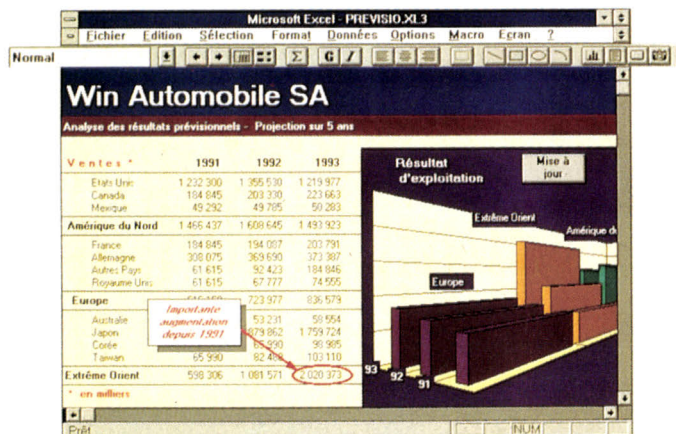 Microsoft Excel - PREVISIO.XL3
Fichier Edition Sélection Format Données Options Macro Ecran ?
Normal Σ G I
Win Automobile SA
Analyse des résultats prévisionnels - Projection sur 5 ans
Ventes * 1991 1992 1993
Etats Unis 1 232 300 1 355 530 1 219 977
Canada 184 845 203 330 223 663
Mexique 49 292 49 785 50 283
Amérique du Nord 1 466 437 1 608 645 1 493 923
France 184 845 194 087 203 791
Allemagne 308 075 369 690 373 387
Autres Pays 61 615 92 423 184 846
Royaume Unis 61 615 67 777 74 555
Europe 723 977 836 579
Australie 53 231 58 554
Japon 879 862 1 759 724
Corée 98 985
Taiwan 65 990 82 488 103 110
Extrême Orient 598 306 1 081 571 2 020 373
* en milliers
Importante
augmentation
depuis 1991
Résultat
d'exploitation
Mise à
jour
Extrême Orient
Amérique du
Europe
93
92
91
Prêt NUM